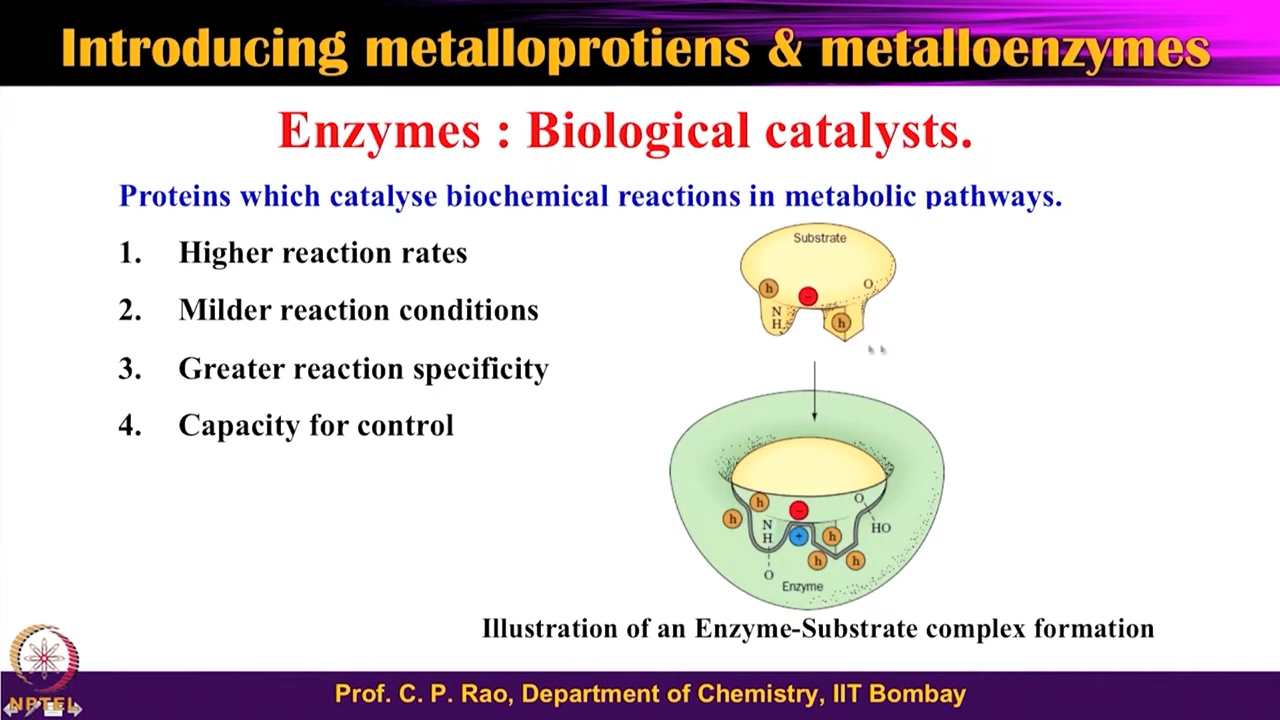 Introducing metalloprotiens & metalloenzymes
Enzymes : Biological catalysts.
Proteins which catalyse biochemical reactions in metabolic pathways.
1. Higher reaction rates
2. Milder reaction conditions
3. Greater reaction specificity
4. Capacity for control
Substrate
h
−
O
N
H
h
h
−
O
h
N
H
+
h
HO
h
h
O
Enzyme
Illustration of an Enzyme-Substrate complex formation
NPTEL
Prof. C. P. Rao, Department of Chemistry, IIT Bombay